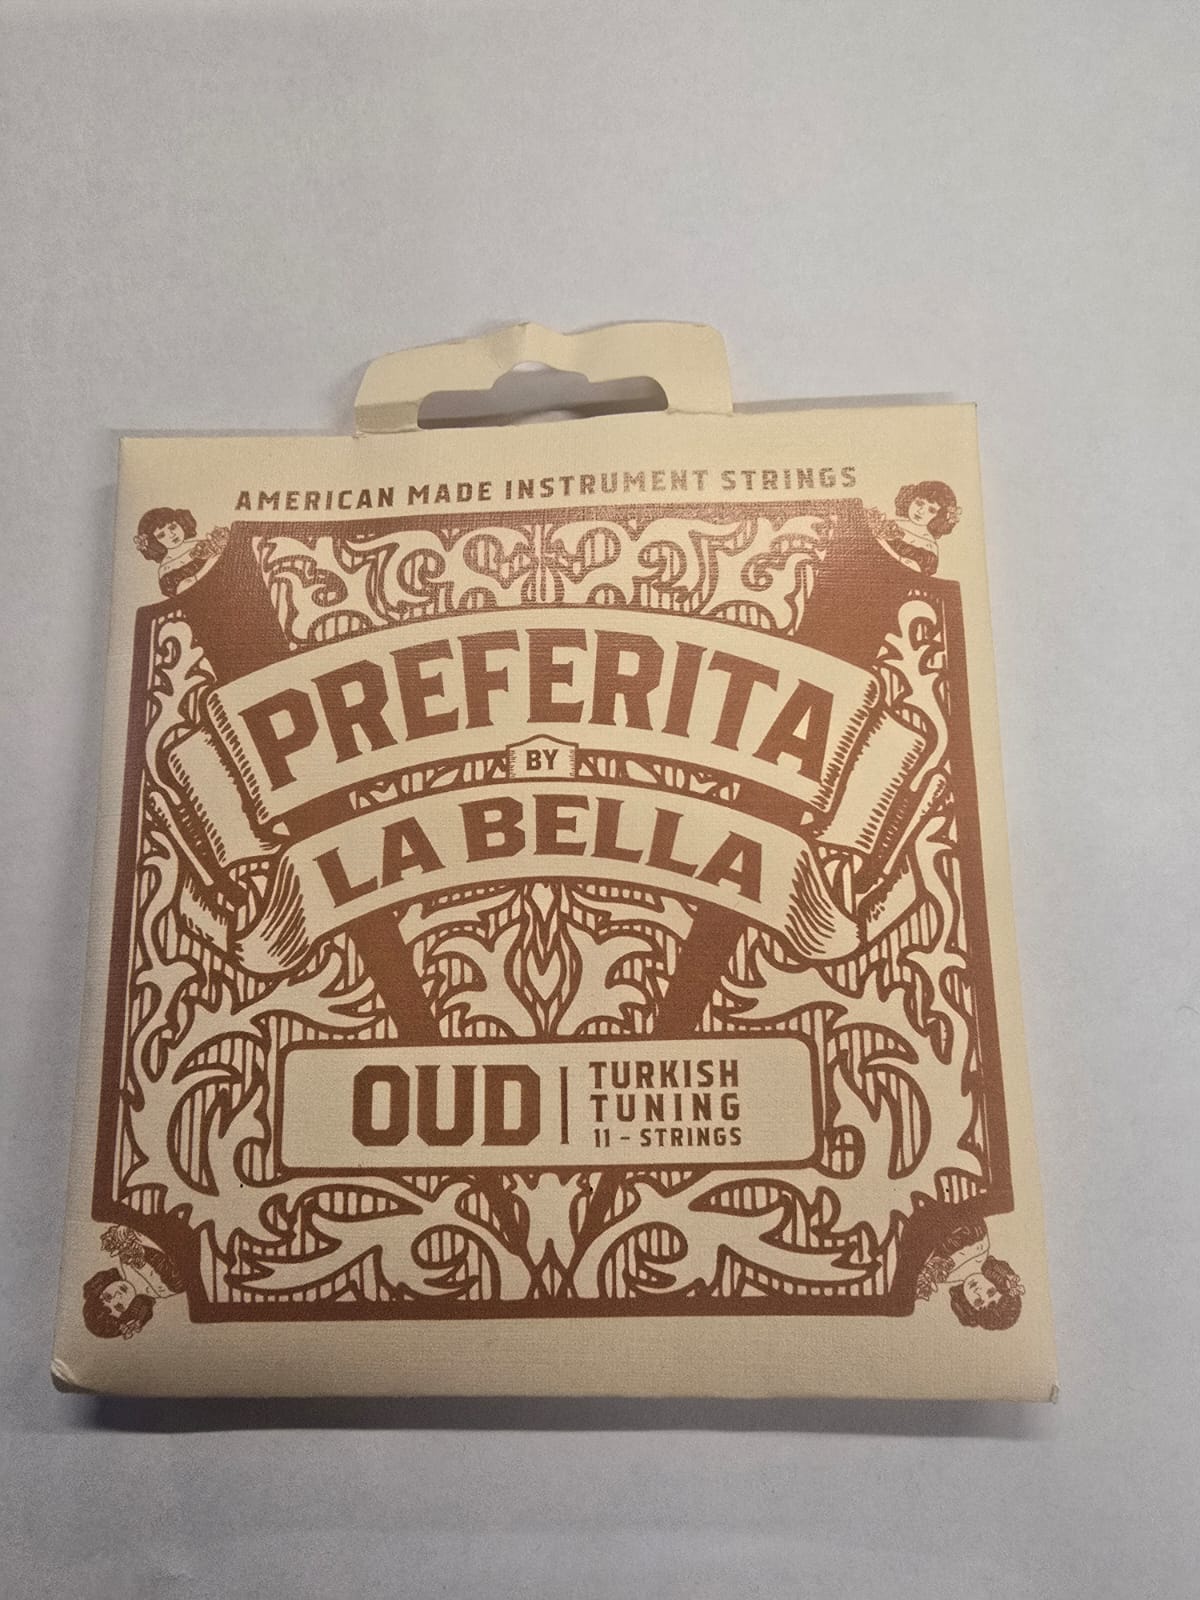 AMERICAN MADE INSTRUMENT STRINGS
PREFERITA
BY
LA BELLA
OUD
TURKISH
TUNING
11 - STRINGS